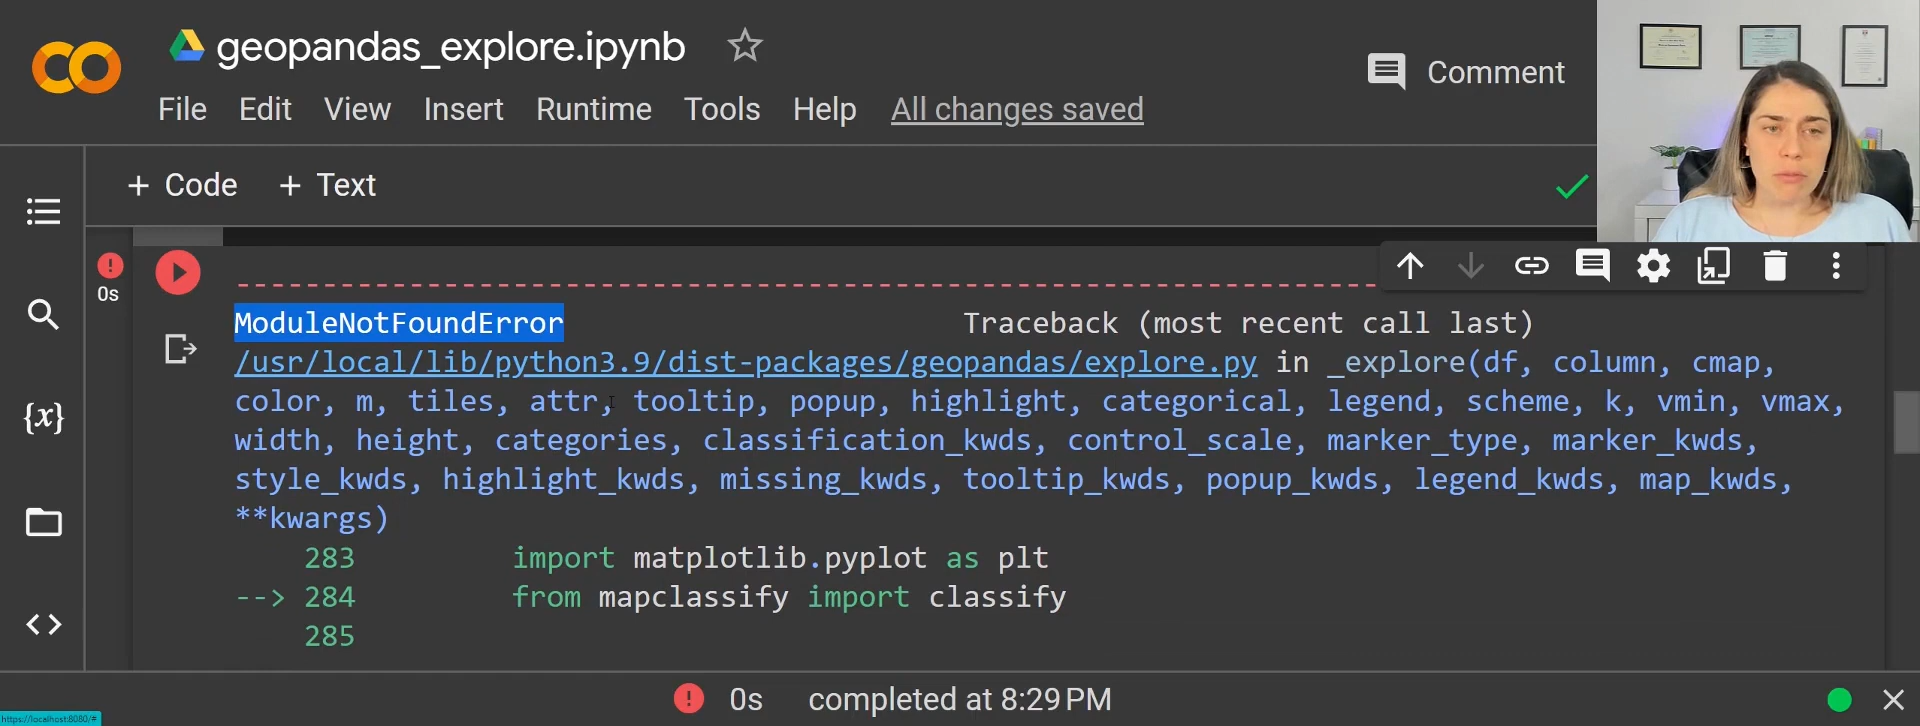 geopandas_explore.ipynb
Comment
File Edit View Insert Runtime Tools Help All changes saved
+ Code + Text
0s
ModuleNotFoundError Traceback (most recent call last)
/usr/local/lib/python3.9/dist-packages/geopandas/explore.py in _explore(df, column, cmap,
color, m, tiles, attr, tooltip, popup, highlight, categorical, legend, scheme, k, vmin, vmax,
width, height, categories, classification_kwds, control_scale, marker_type, marker_kwds,
style_kwds, highlight_kwds, missing_kwds, tooltip_kwds, popup_kwds, legend_kwds, map_kwds,
**kwargs)
283 import matplotlib.pyplot as plt
--> 284 from mapclassify import classify
285
0s completed at 8:29 PM
https://localhost:8080/#